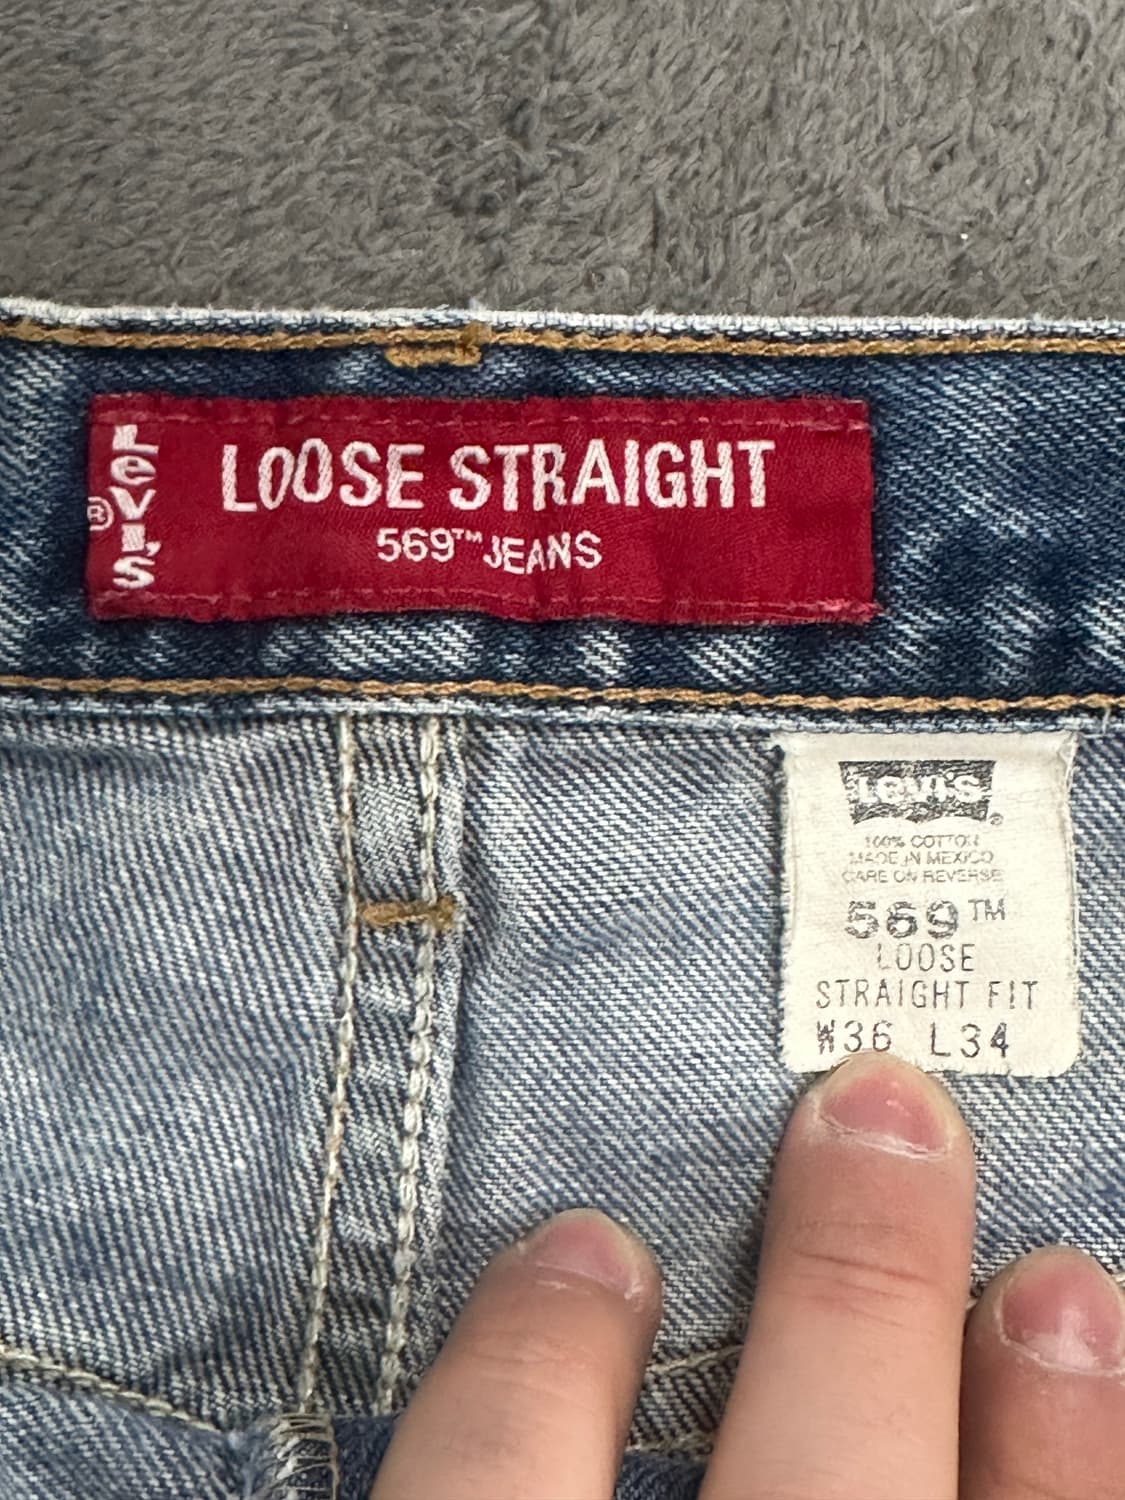 Levi's®
LOOSE STRAIGHT
569™ JEANS
Levi's®
100% COTTON
MADE IN MEXICO
CARE ON REVERSE
569™
LOOSE
STRAIGHT FIT
W36 L34